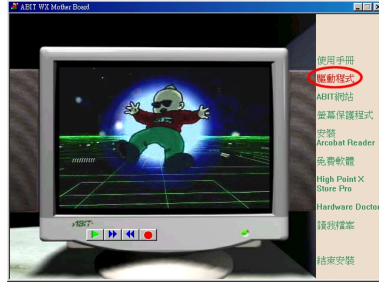 ABIT WX Mother Board
使用手冊
驅動程式
ABIT網站
螢幕保護程式
安裝
Arcobat Reader
免費軟體
High Point X
Store Pro
Hardware Doctor
讀我檔案
結束安裝
ABIT